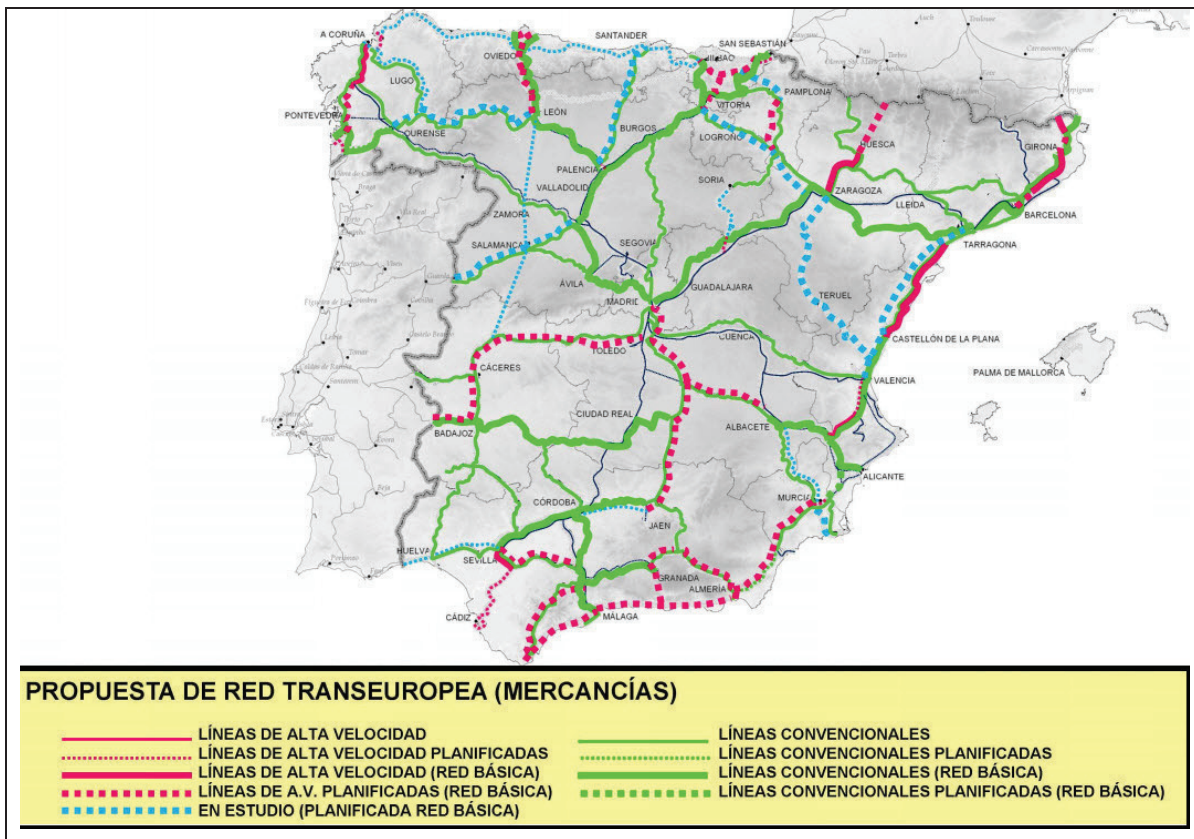 A CORUÑA
SANTANDER
SAN SEBASTIÁN
OVIEDO
LUGO
PAMPLONA
VITORIA
LEÓN
PONTEVEDRA
OURENSE
BURGOS
LOGROÑO
HUESCA
GIRONA
PALENCIA
SORIA
VALLADOLID
ZARAGOZA
LLEIDA
BARCELONA
ZAMORA
TARRAGONA
SALAMANCA
SEGOVIA
ÁVILA
GUADALAJARA
MADRID
TERUEL
CUENCA
CASTELLÓN DE LA PLANA
TOLEDO
CÁCERES
PALMA DE MALLORCA
VALENCIA
CIUDAD REAL
BADAJOZ
ALBACETE
ALICANTE
CÓRDOBA
MURCIA
JAEN
HUELVA
SEVILLA
GRANADA
ALMERÍA
CÁDIZ
MÁLAGA
PROPUESTA DE RED TRANSEUROPEA (MERCANCÍAS)
LÍNEAS DE ALTA VELOCIDAD
LÍNEAS DE ALTA VELOCIDAD PLANIFICADAS
LÍNEAS DE ALTA VELOCIDAD (RED BÁSICA)
LÍNEAS DE A.V. PLANIFICADAS (RED BÁSICA)
EN ESTUDIO (PLANIFICADA RED BÁSICA)
LÍNEAS CONVENCIONALES
LÍNEAS CONVENCIONALES PLANIFICADAS
LÍNEAS CONVENCIONALES (RED BÁSICA)
LÍNEAS CONVENCIONALES PLANIFICADAS (RED BÁSICA)